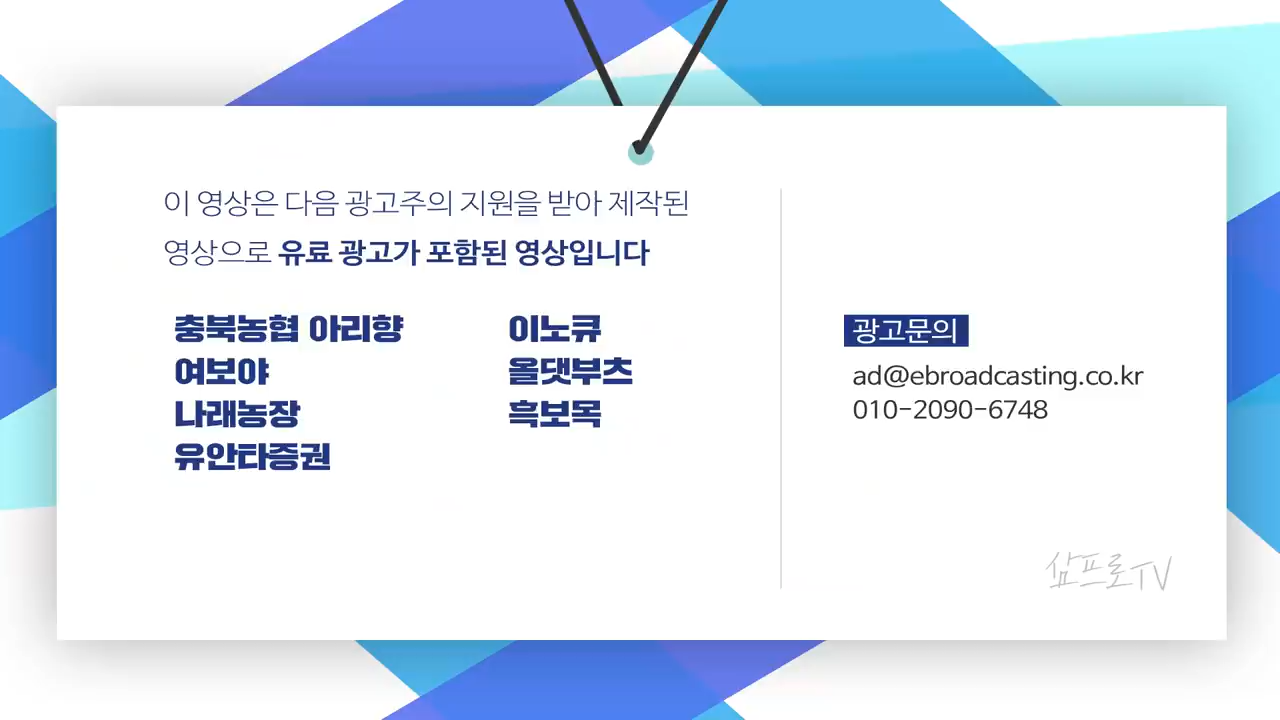 이 영상은 다음 광고주의 지원을 받아 제작된
영상으로 유료 광고가 포함된 영상입니다
충북농협 아리향
여보야
나래농장
유안타증권
이노큐
올댓부츠
흑보목
광고문의
ad@ebroadcasting.co.kr
010-2090-6748
삼프로TV